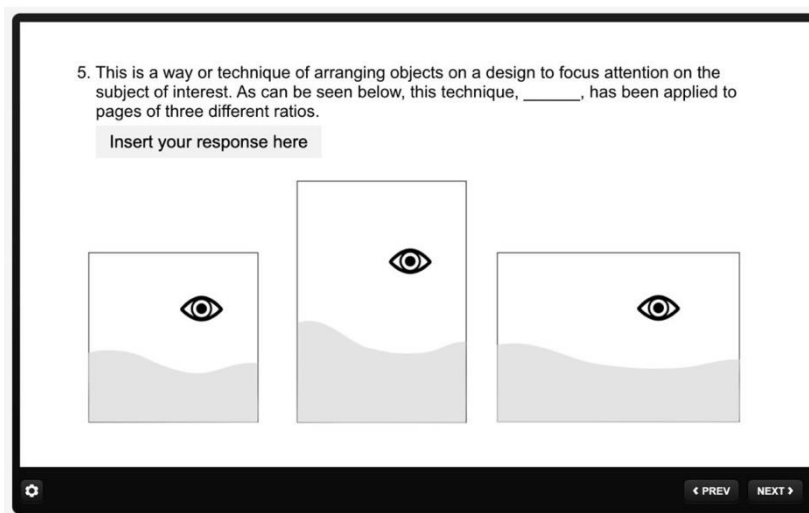 5. This is a way or technique of arranging objects on a design to focus attention on the
subject of interest. As can be seen below, this technique, ______, has been applied to
pages of three different ratios.
Insert your response here
PREV
NEXT